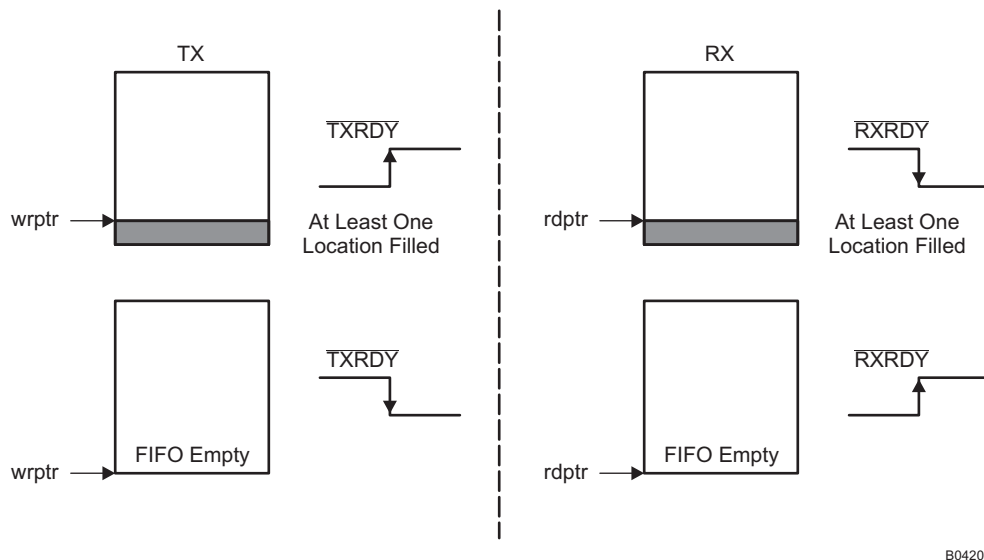 TX
TXRDY
wrptr
At Least One
Location Filled
TXRDY
wrptr
FIFO Empty
RX
RXRDY
rdptr
At Least One
Location Filled
RXRDY
rdptr
FIFO Empty
B0420